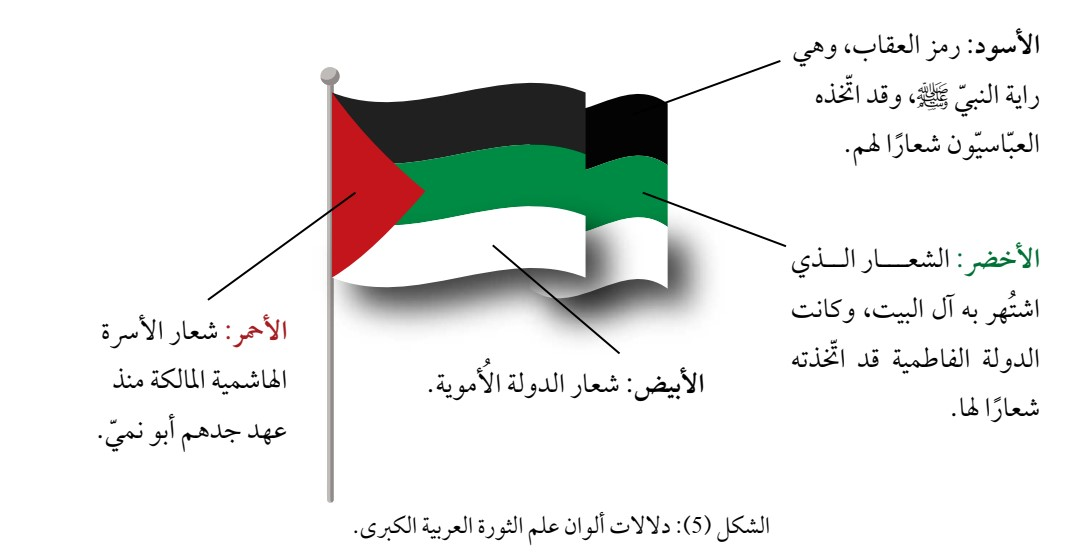 الأسود: رمز العقاب، وهي
راية النبيّ ﷺ، وقد اتّخذه
العبّاسيّون شعارًا لهم.
الأخضر: الشعـــار الــذي
اشتُهر به آل البيت، وكانت
الدولة الفاطمية قد اتّخذته
شعارًا لها.
الأحمر: شعار الأسرة
الهاشمية المالكة منذ
عهد جدهم أبو نميّ.
الأبيض: شعار الدولة الأُموية.
الشكل (5): دلالات ألوان علم الثورة العربية الكبرى.